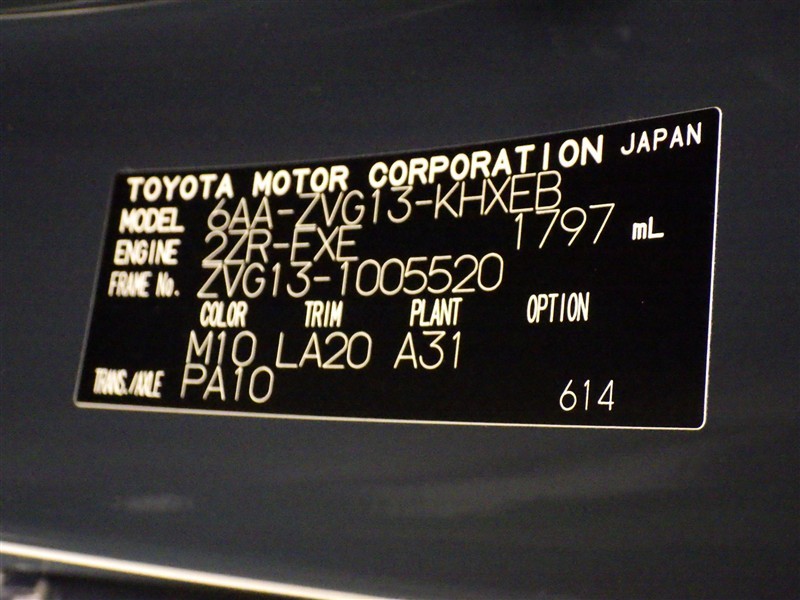 TOYOTA MOTOR CORPORATION JAPAN
MODEL 6AA-ZVG13-KHXEB
ENGINE 2ZR-EXE 1797 mL
FRAME No. ZVG13-1005520
COLOR TRIM PLANT OPTION
M10 LA20 A31
TRANS./AXLE PA10 614